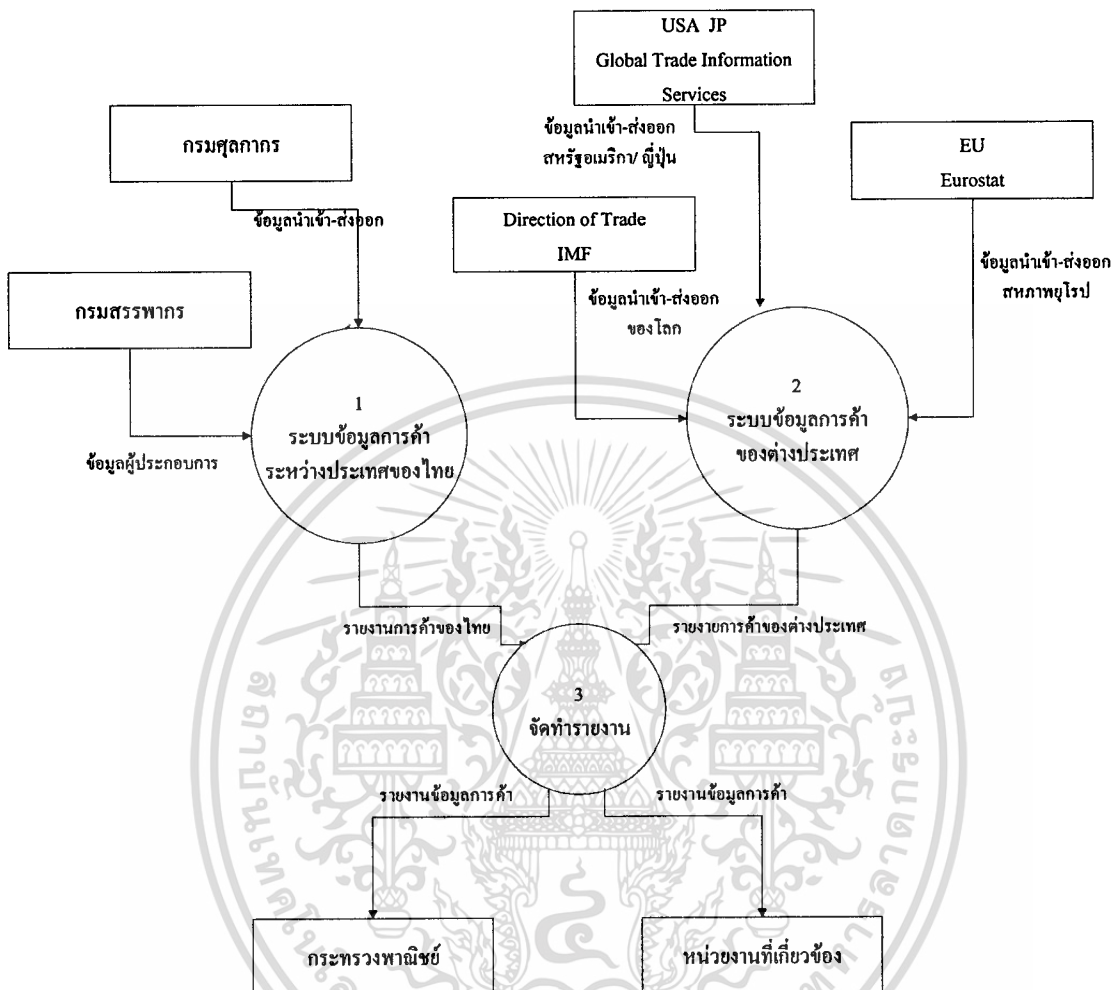 USA JP
Global Trade Information
Services
กรมศุลกากร
ข้อมูลนำเข้า-ส่งออก
สหรัฐอเมริกา/ ญี่ปุ่น
EU
Eurostat
ข้อมูลนำเข้า-ส่งออก
Direction of Trade
IMF
ข้อมูลนำเข้า-ส่งออก
สหภาพยุโรป
กรมสรรพากร
ข้อมูลนำเข้า-ส่งออก
ของโลก
1
ระบบข้อมูลการค้า
ระหว่างประเทศของไทย
2
ระบบข้อมูลการค้า
ของต่างประเทศ
ข้อมูลผู้ประกอบการ
รายงานการค้าของไทย
รายายการค้าของต่างประเทศ
3
จัดทำรายงาน
รายงานข้อมูลการค้า
รายงานข้อมูลการค้า
กระทรวงพาณิชย์
หน่วยงานที่เกี่ยวข้อง